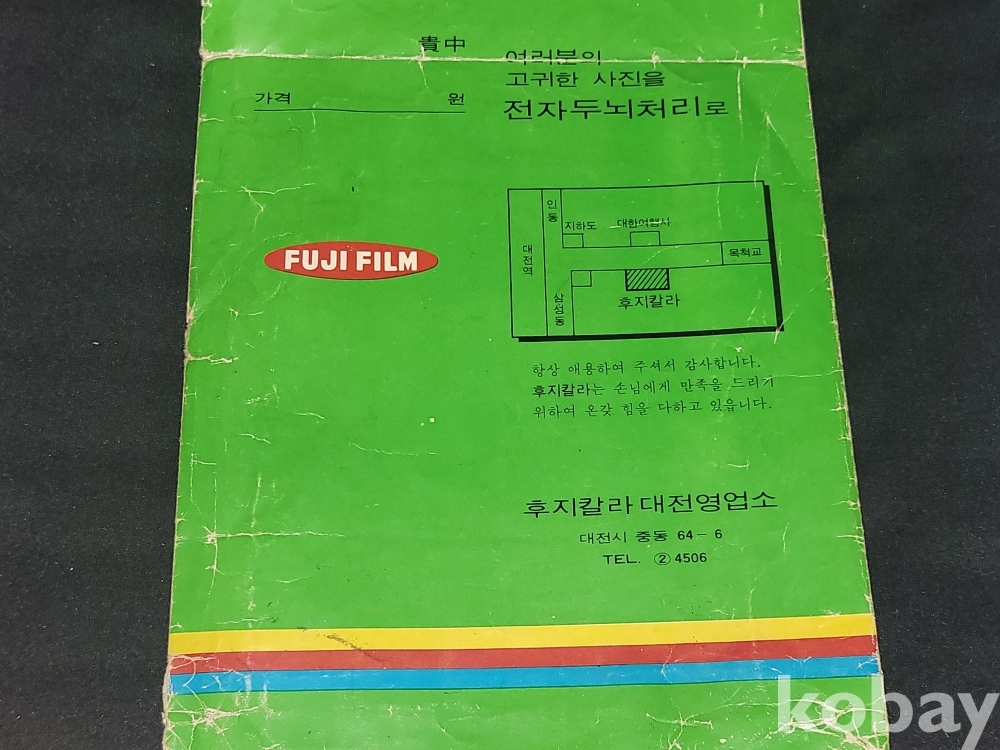 貴中
가격 원
FUJI FILM
여러분의
고귀한 사진을
전자두뇌처리로
인동
지하도
대한여행사
대전역
목척교
삼성동
후지칼라
항상 애용하여 주셔서 감사합니다.
후지칼라는 손님에게 만족을 드리기
위하여 온갖 힘을 다하고 있읍니다.
후지칼라 대전영업소
대전시 중동 64-6
TEL. ②4506
kobay